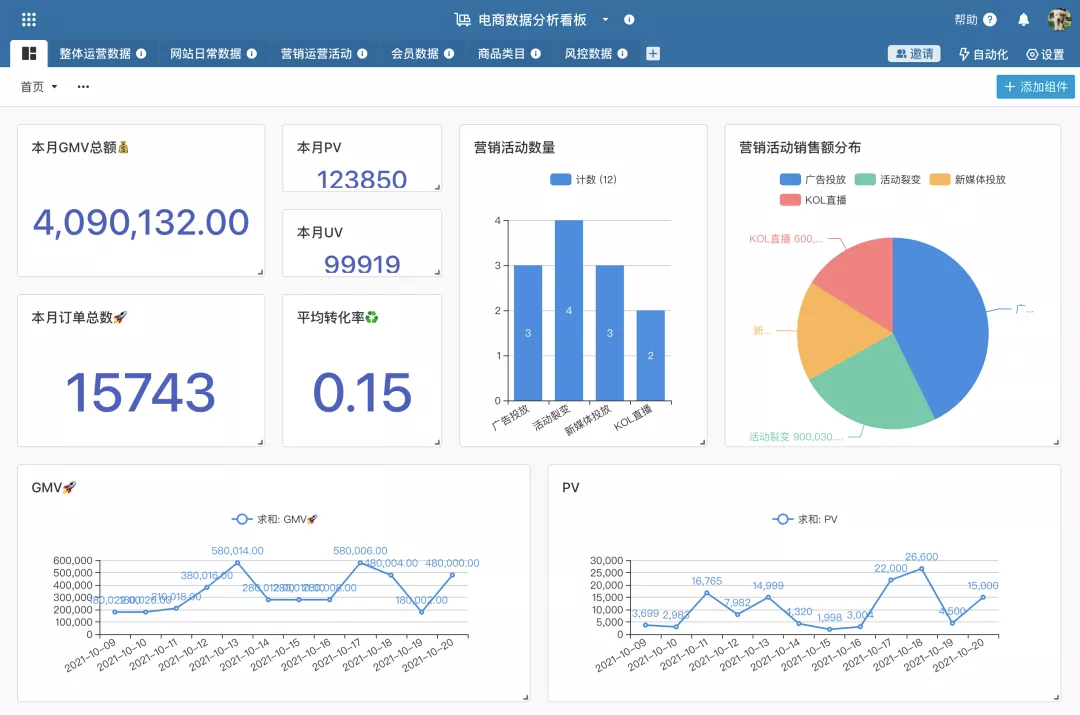 电商数据分析看板
帮助
整体运营数据 网站日常数据 营销运营活动 会员数据 商品类目 风控数据
邀请 自动化 设置
首页
添加组件
本月GMV总额
4,090,132.00
本月PV
123850
本月UV
99919
本月订单总数
15743
平均转化率
0.15
营销活动数量
计数 (12)
4
3
2
1
0
3
4
3
2
广告投放
活动裂变
新媒体投放
KOL直播
营销活动销售额分布
广告投放 活动裂变 新媒体投放
KOL直播
KOL直播 600,...
广...
新...
活动裂变 900,030....
GMV
求和: GMV
600,000
500,000
400,000
300,000
200,000
100,000
0
210,018.00
380,016.00
580,014.00
580,006.00
480,004.00
180,002.00
480,000.00
2021-10-09
2021-10-10
2021-10-11
2021-10-12
2021-10-13
2021-10-14
2021-10-15
2021-10-16
2021-10-17
2021-10-18
2021-10-19
2021-10-20
PV
求和: PV
30,000
25,000
20,000
15,000
10,000
5,000
0
3,699
2,983
16,765
7,982
14,999
4,320
1,998
3,004
22,000
26,600
4,500
15,000
2021-10-09
2021-10-10
2021-10-11
2021-10-12
2021-10-13
2021-10-14
2021-10-15
2021-10-16
2021-10-17
2021-10-18
2021-10-19
2021-10-20